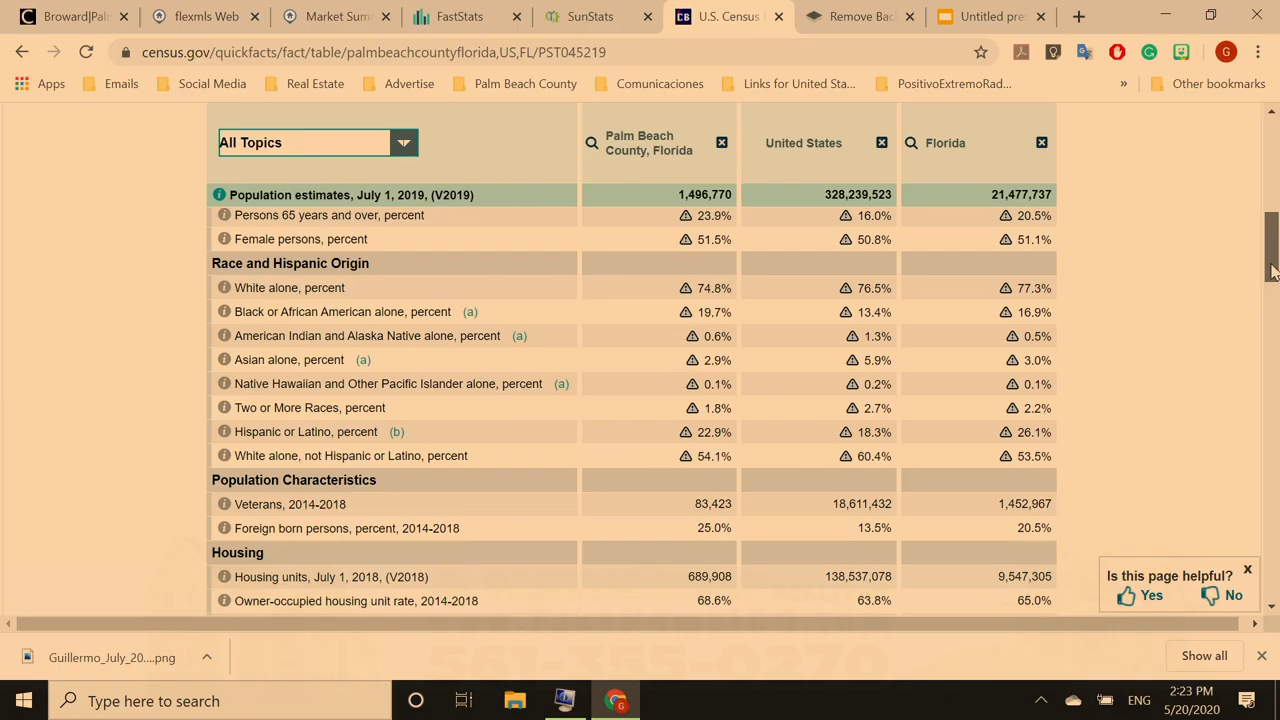 Broward|Palm
flexmls Web
Market Summ
FastStats
SunStats
U.S. Census
Remove Bac
Untitled pre
census.gov/quickfacts/fact/table/palmbeachcountyflorida,US,FL/PST045219
G
Apps
Emails
Social Media
Real Estate
Advertise
Palm Beach County
Comunicaciones
Links for United Sta...
PositivoExtremoRad...
»
Other bookmarks
All Topics
Palm Beach
County, Florida
United States
Florida
Population estimates, July 1, 2019, (V2019) 1,496,770 328,239,523 21,477,737
Persons 65 years and over, percent 23.9% 16.0% 20.5%
Female persons, percent 51.5% 50.8% 51.1%
Race and Hispanic Origin
White alone, percent 74.8% 76.5% 77.3%
Black or African American alone, percent (a) 19.7% 13.4% 16.9%
American Indian and Alaska Native alone, percent (a) 0.6% 1.3% 0.5%
Asian alone, percent (a) 2.9% 5.9% 3.0%
Native Hawaiian and Other Pacific Islander alone, percent (a) 0.1% 0.2% 0.1%
Two or More Races, percent 1.8% 2.7% 2.2%
Hispanic or Latino, percent (b) 22.9% 18.3% 26.1%
White alone, not Hispanic or Latino, percent 54.1% 60.4% 53.5%
Population Characteristics
Veterans, 2014-2018 83,423 18,611,432 1,452,967
Foreign born persons, percent, 2014-2018 25.0% 13.5% 20.5%
Housing
Housing units, July 1, 2018, (V2018) 689,908 138,537,078 9,547,305
Owner-occupied housing unit rate, 2014-2018 68.6% 63.8% 65.0%
Is this page helpful? x
Yes No
561-355-0270
Guillermo_July_20....png
Show all
Type here to search
ENG
2:23 PM
5/20/2020